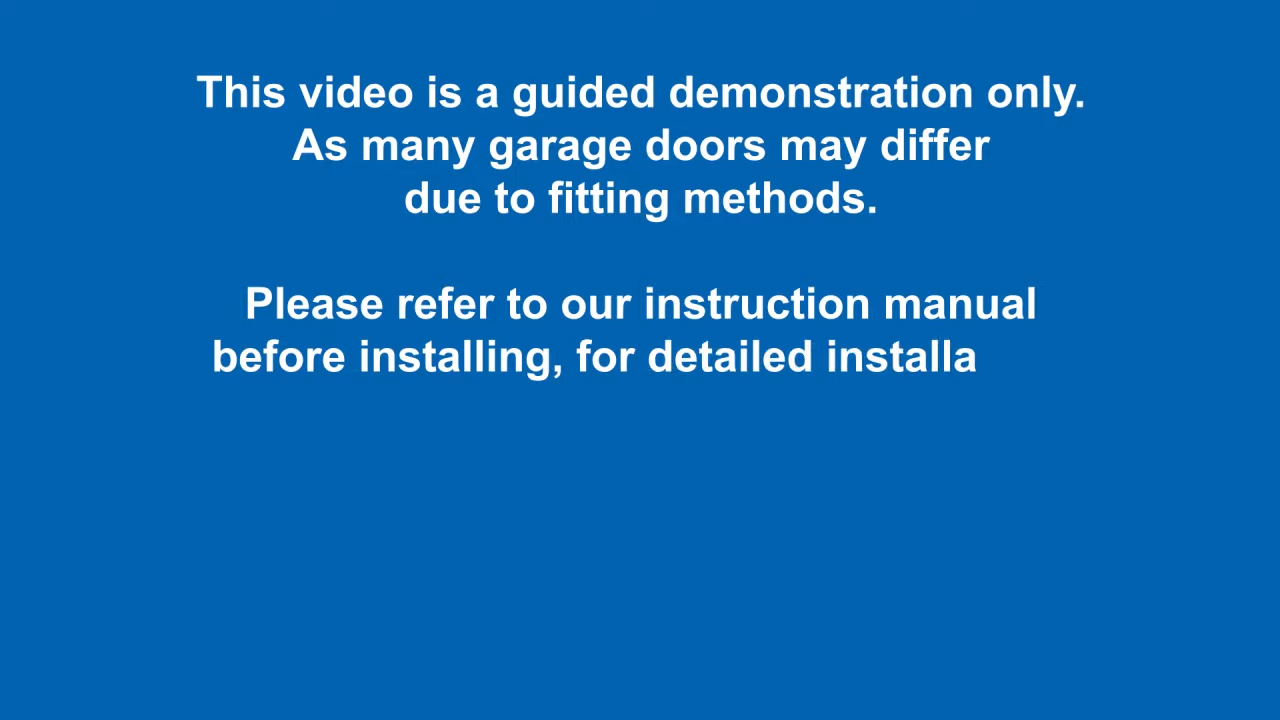 This video is a guided demonstration only.
As many garage doors may differ
due to fitting methods.
Please refer to our instruction manual
before installing, for detailed installa